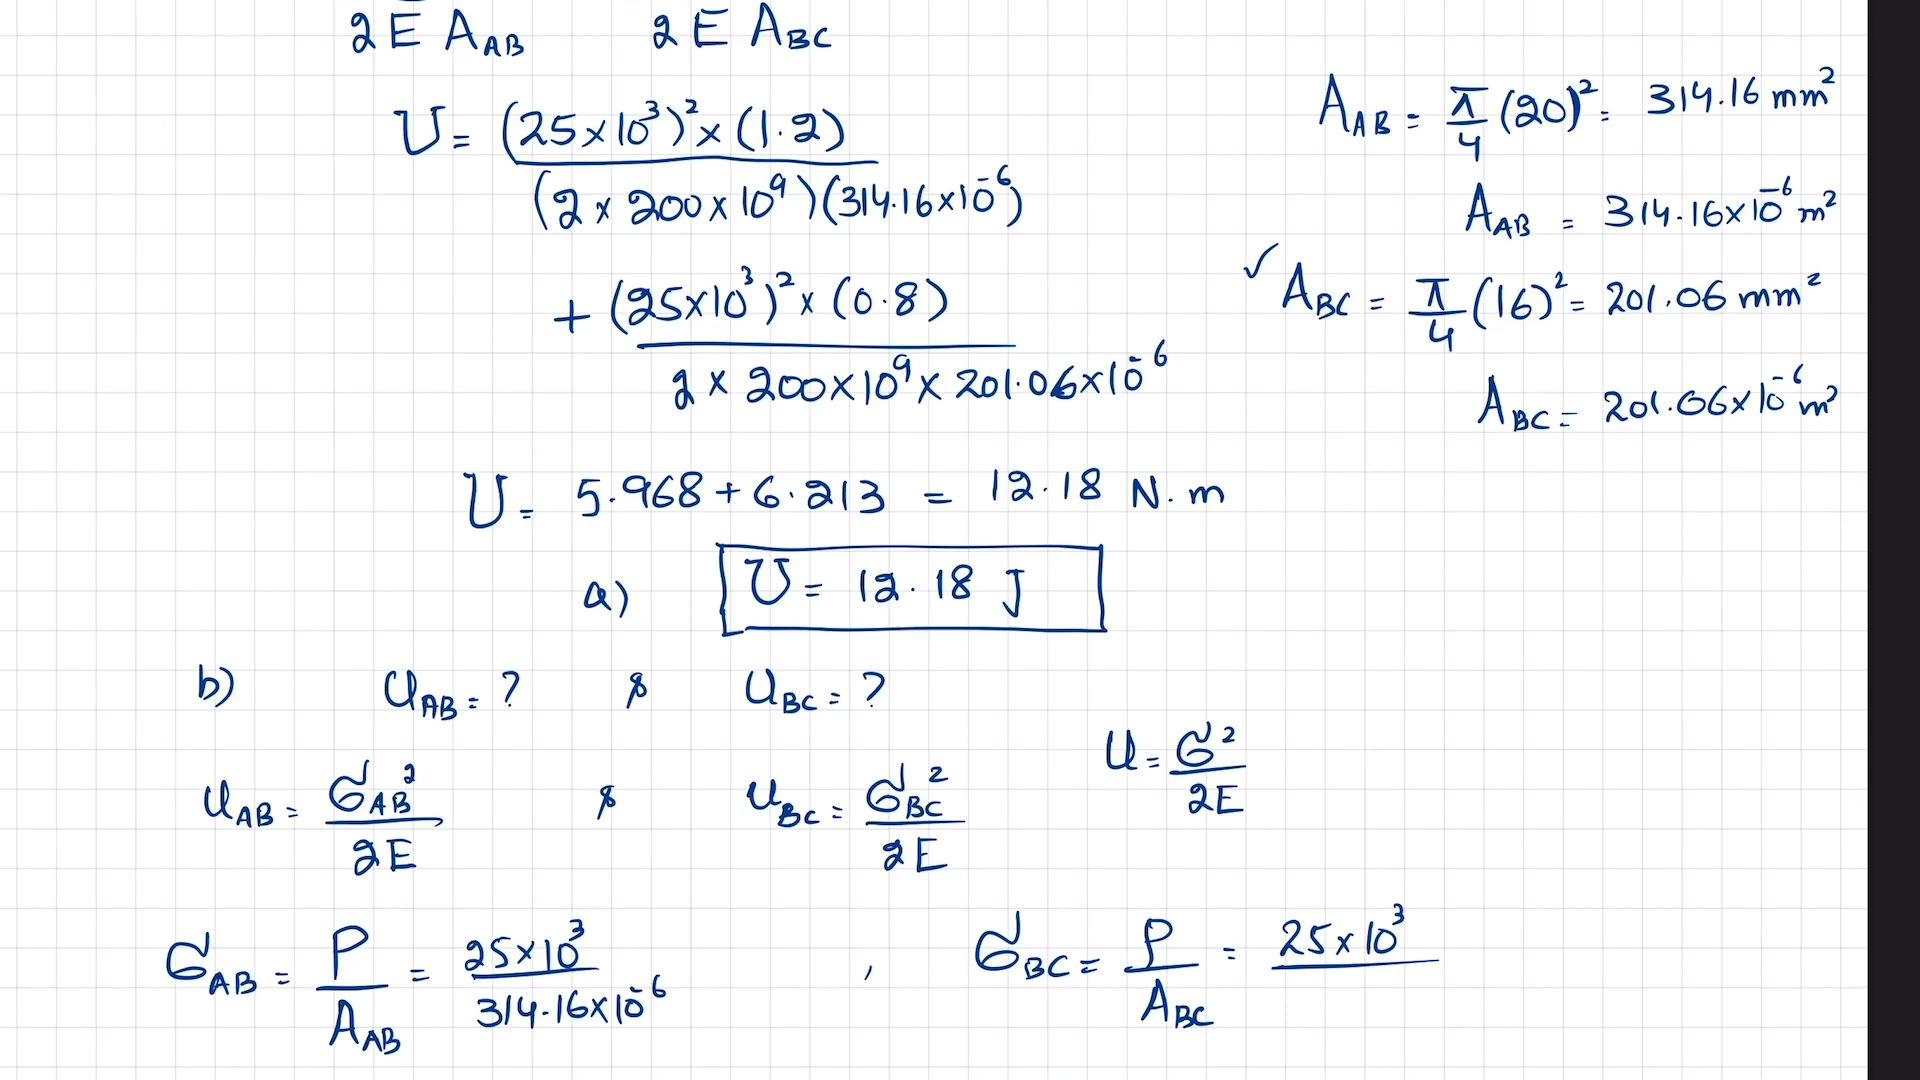 2 E A_AB 2 E A_BC
U = (25×10³)² × (1.2)
(2 × 200 × 10⁹)(314.16×10⁻⁶)
+ (25×10³)² × (0.8)
2 × 200×10⁹ × 201.06×10⁻⁶
A_AB = π/4 (20)² = 314.16 mm²
A_AB = 314.16×10⁻⁶ m²
✓ A_BC = π/4 (16)² = 201.06 mm²
A_BC = 201.06×10⁻⁶ m²
U = 5.968 + 6.213 = 12.18 N.m
a) U = 12.18 J
b) u_AB = ? & u_BC = ?
u_AB = σ_AB² / 2E & u_BC = σ_BC² / 2E u = σ² / 2E
σ_AB = P / A_AB = 25×10³ / 314.16×10⁻⁶ , σ_BC = P / A_BC = 25×10³